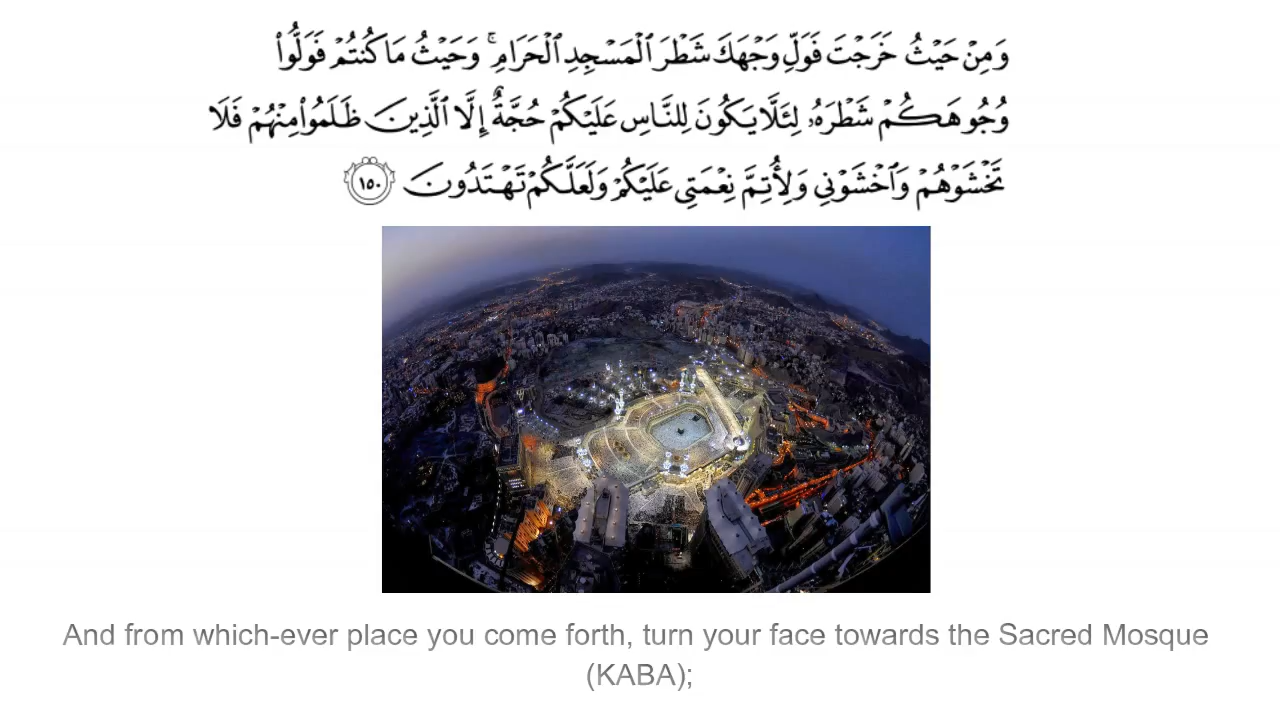 وَمِنْ حَيْثُ خَرَجْتَ فَوَلِّ وَجْهَكَ شَطْرَ ٱلْمَسْجِدِ ٱلْحَرَامِ ۚ وَحَيْثُ مَا كُنتُمْ فَوَلُّوا۟
وُجُوهَكُمْ شَطْرَهُۥ لِئَلَّا يَكُونَ لِلنَّاسِ عَلَيْكُمْ حُجَّةٌ إِلَّا ٱلَّذِينَ ظَلَمُوا۟ مِنْهُمْ فَلَا
تَخْشَوْهُمْ وَٱخْشَوْنِي وَلِأُتِمَّ نِعْمَتِي عَلَيْكُمْ وَلَعَلَّكُمْ تَهْتَدُونَ ١٥٠
And from which-ever place you come forth, turn your face towards the Sacred Mosque
(KABA);